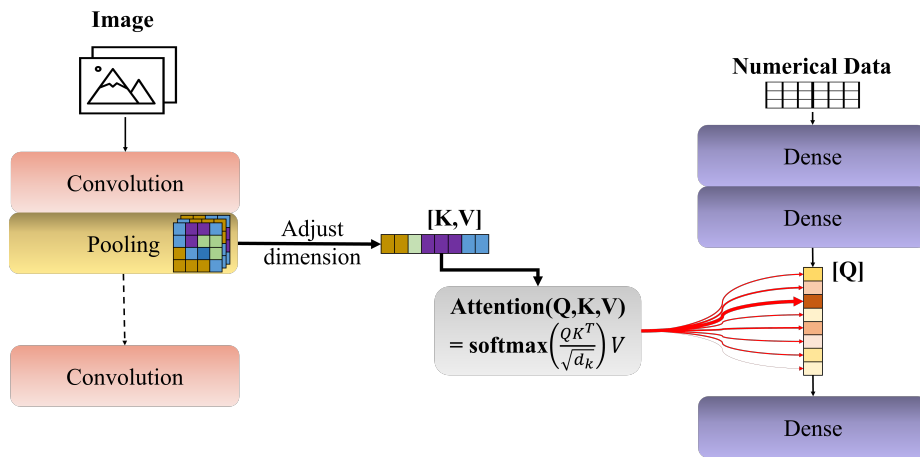 Image
Numerical Data
Convolution
Dense
Pooling
Adjust
dimension
[K,V]
Dense
[Q]
Attention(Q,K,V)
= softmax(QK^T/√d_k) V
Convolution
Dense